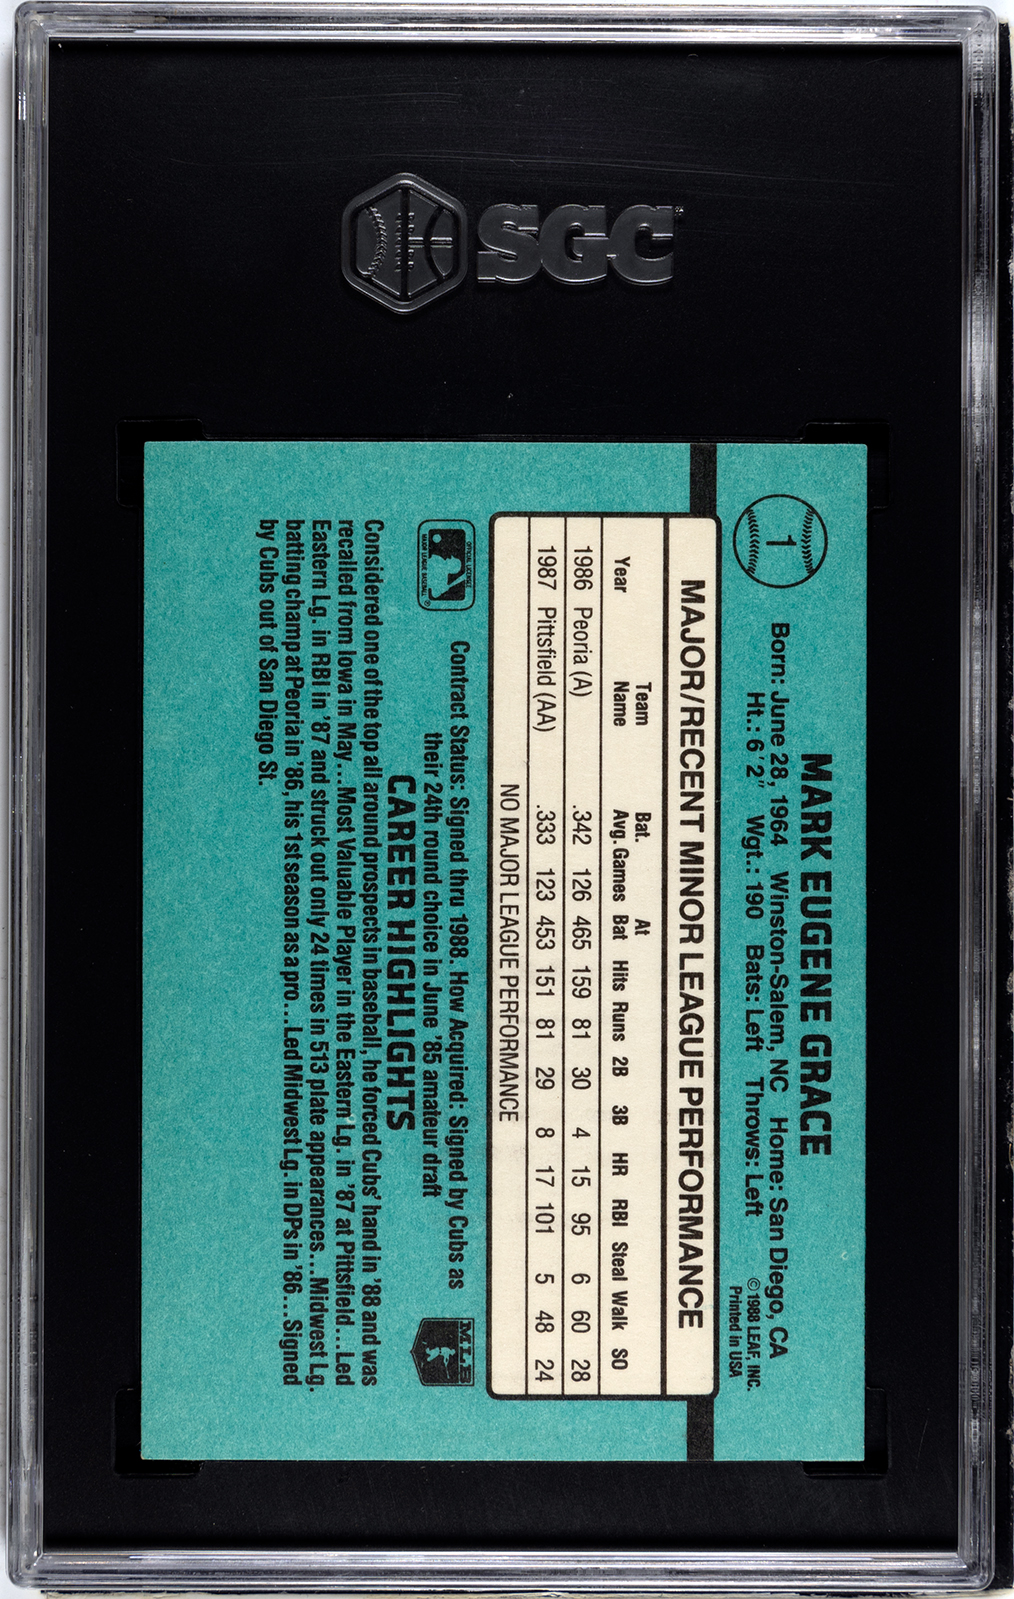 SGC
1
MARK EUGENE GRACE
Born: June 28, 1964 Winston-Salem, NC Home: San Diego, CA
Ht.: 6'2" Wgt.: 190 Bats: Left Throws: Left
© 1988 LEAF, INC.
Printed in USA
MAJOR/RECENT MINOR LEAGUE PERFORMANCE
Year Team Name Bat. Avg. Games At Bat Hits Runs 2B 3B HR RBI Steal Walk SO
1986 Peoria (A) .342 126 465 159 81 30 4 15 95 6 60 28
1987 Pittsfield (AA) .333 123 453 151 81 29 8 17 101 5 48 24
NO MAJOR LEAGUE PERFORMANCE
OFFICIAL LICENSEE
MAJOR LEAGUE BASEBALL
Contract Status: Signed thru 1988. How Acquired: Signed by Cubs as
their 24th round choice in June '85 amateur draft
MLB
CAREER HIGHLIGHTS
Considered one of the top all around prospects in baseball, he forced Cubs' hand in '88 and was
recalled from Iowa in May...Most Valuable Player in the Eastern Lg. in '87 at Pittsfield...Led
Eastern Lg. in RBI in '87 and struck out only 24 times in 513 plate appearances...Midwest Lg.
batting champ at Peoria in '86, his 1st season as a pro...Led Midwest Lg. in DPs in '86...Signed
by Cubs out of San Diego St.